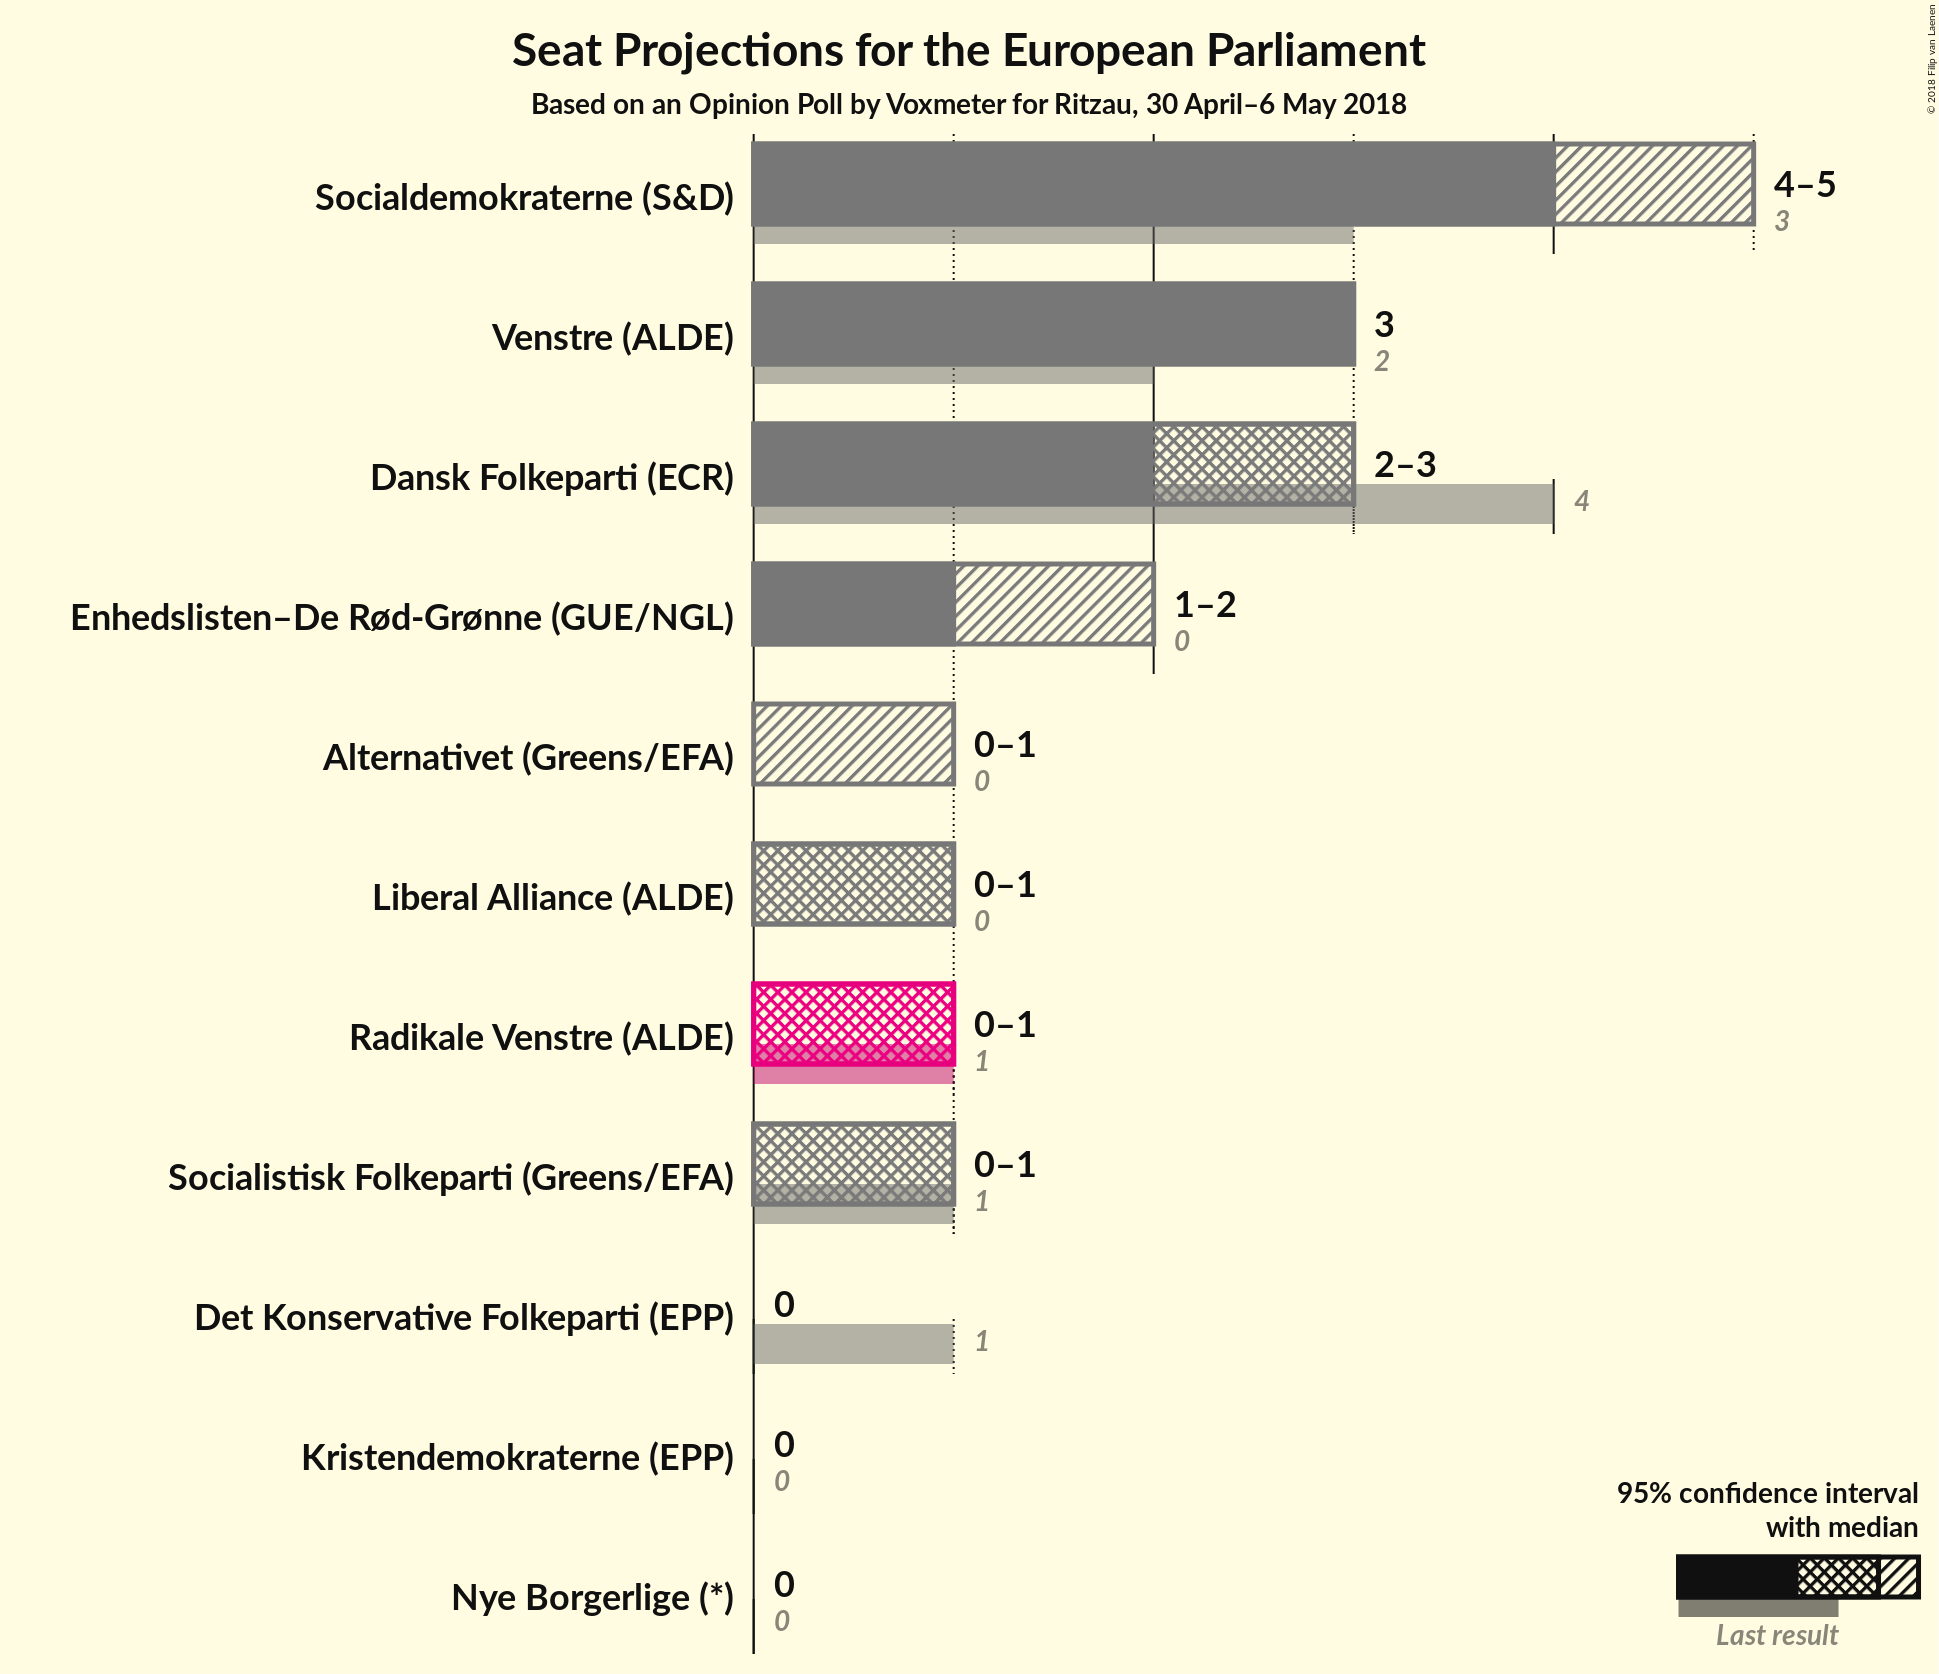 Seat Projections for the European Parliament
Based on an Opinion Poll by Voxmeter for Ritzau, 30 April–6 May 2018
© 2018 Filip van Laenen
Socialdemokraterne (S&D)
4–5
3
Venstre (ALDE)
3
2
Dansk Folkeparti (ECR)
2–3
4
Enhedslisten–De Rød-Grønne (GUE/NGL)
1–2
0
Alternativet (Greens/EFA)
0–1
0
Liberal Alliance (ALDE)
0–1
0
Radikale Venstre (ALDE)
0–1
1
Socialistisk Folkeparti (Greens/EFA)
0–1
1
Det Konservative Folkeparti (EPP)
0
1
Kristendemokraterne (EPP)
0
0
Nye Borgerlige (*)
0
0
95% confidence interval
with median
Last result